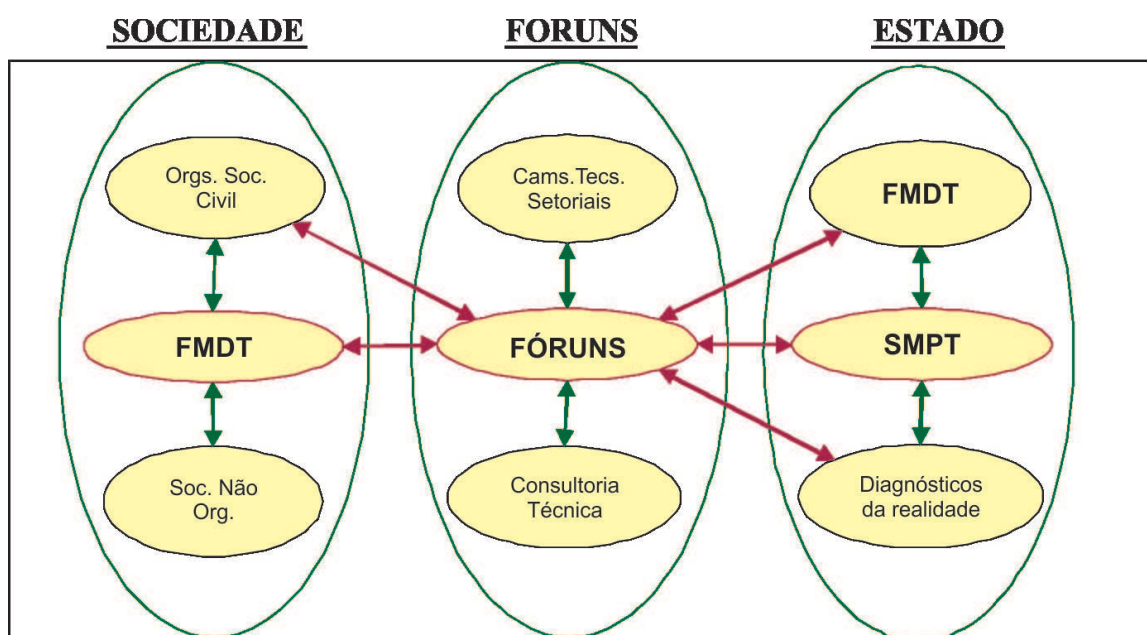 SOCIEDADE
FORUNS
ESTADO
Orgs. Soc.
Civil
Cams.Tecs.
Setoriais
FMDT
FMDT
FÓRUNS
SMPT
Soc. Não
Org.
Consultoria
Técnica
Diagnósticos
da realidade